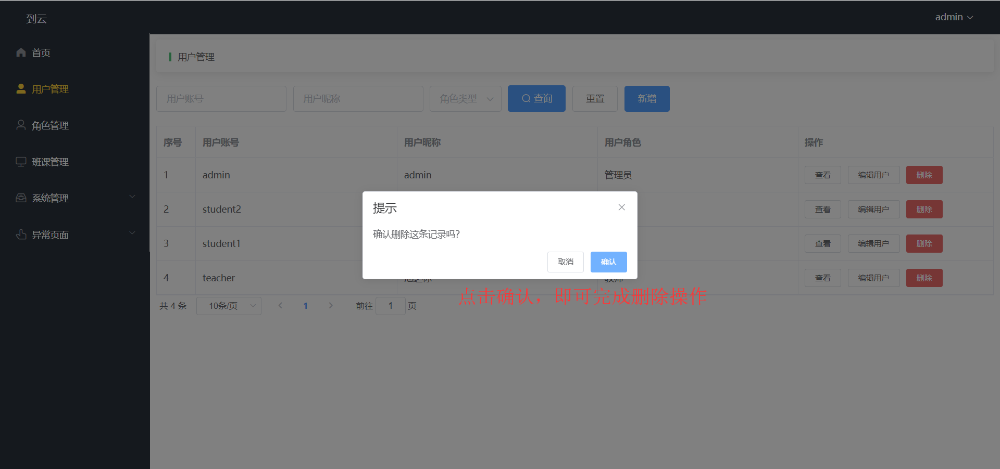 到云
admin
首页
用户管理
角色管理
班课管理
系统管理
异常页面
用户管理
用户账号 用户昵称 角色类型 查询 重置 新增
序号 用户账号 用户昵称 用户角色 操作
1 admin admin 管理员 查看 编辑用户 删除
2 student2 查看 编辑用户 删除
3 student1 查看 编辑用户 删除
4 teacher 教师 查看 编辑用户 删除
提示
确认删除这条记录吗?
取消 确认
点击确认，即可完成删除操作
共 4 条 10条/页 1 前往 1 页